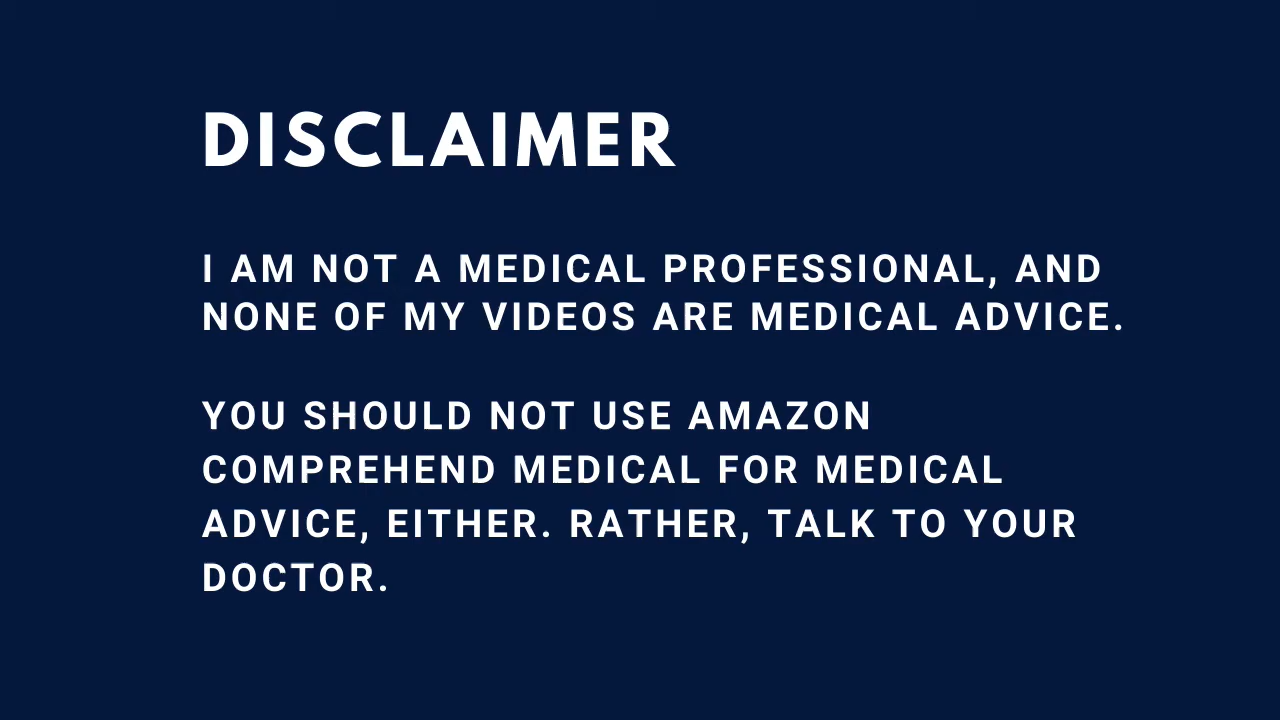 DISCLAIMER
I AM NOT A MEDICAL PROFESSIONAL, AND
NONE OF MY VIDEOS ARE MEDICAL ADVICE.
YOU SHOULD NOT USE AMAZON
COMPREHEND MEDICAL FOR MEDICAL
ADVICE, EITHER. RATHER, TALK TO YOUR
DOCTOR.